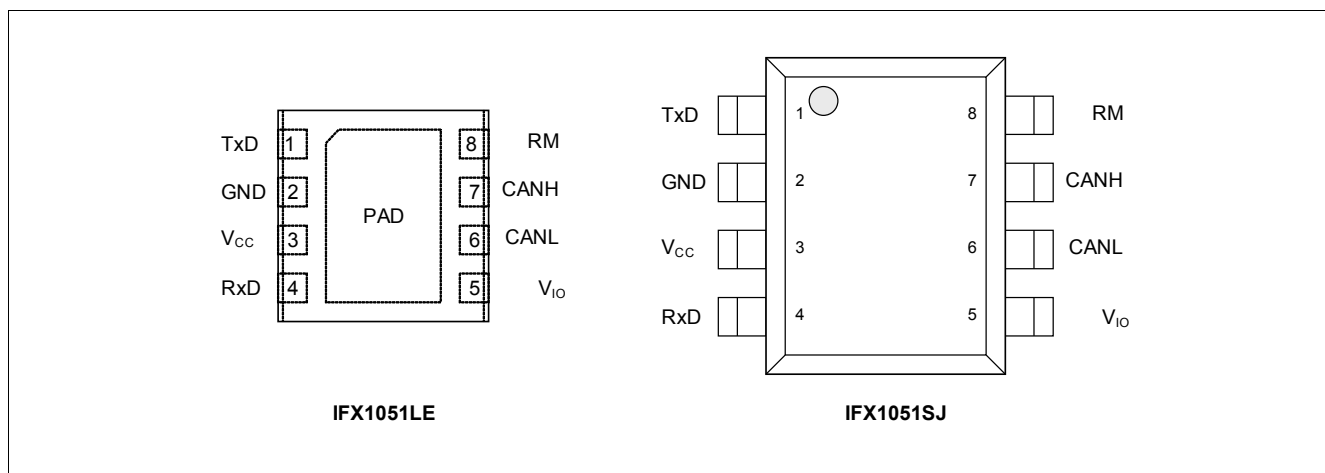 TxD 1 8 RM
GND 2 7 CANH
VCC 3 PAD 6 CANL
RxD 4 5 VIO
IFX1051LE
TxD 1 8 RM
GND 2 7 CANH
VCC 3 6 CANL
RxD 4 5 VIO
IFX1051SJ